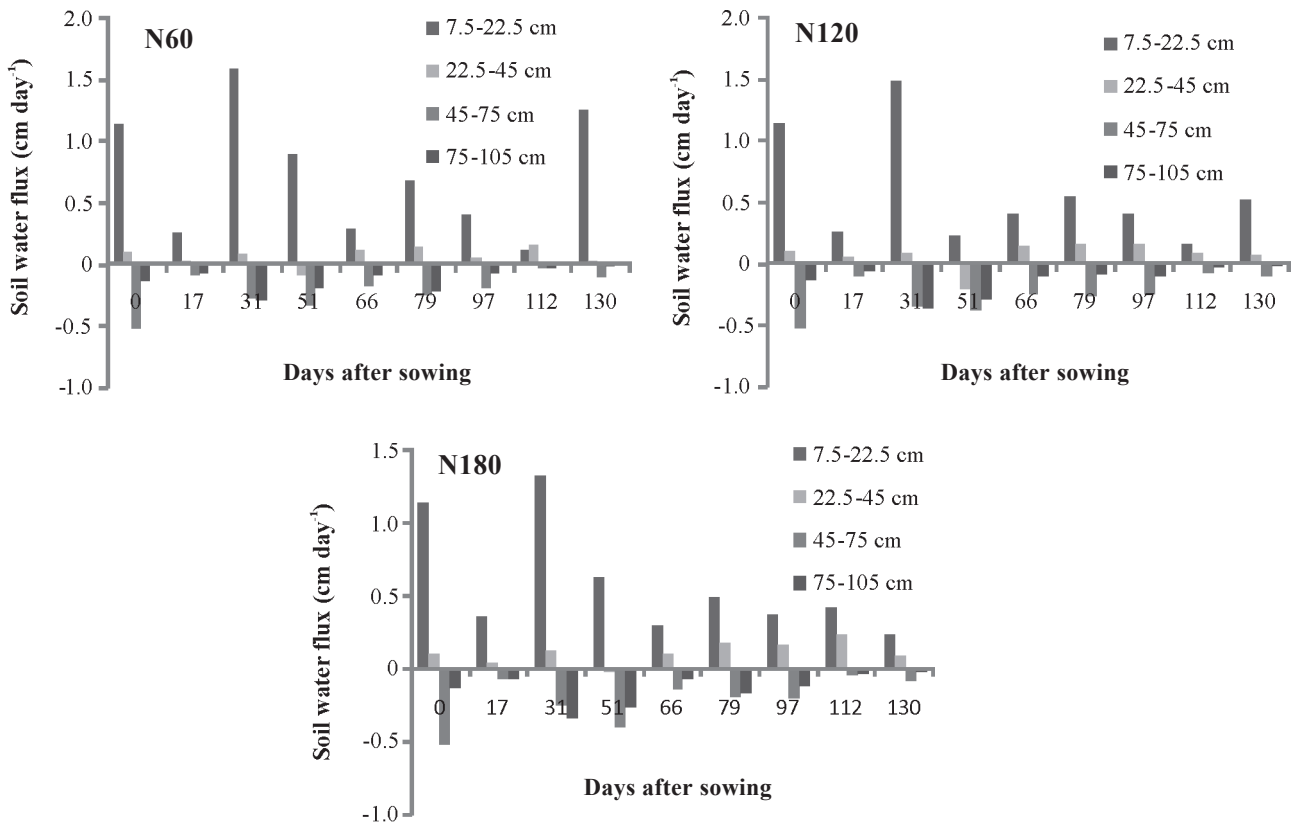 N60
7.5-22.5 cm
22.5-45 cm
45-75 cm
75-105 cm
Soil water flux (cm day-1)
2.0
1.5
1.0
0.5
0
-0.5
-1.0
0 17 31 51 66 79 97 112 130
Days after sowing
N120
7.5-22.5 cm
22.5-45 cm
45-75 cm
75-105 cm
Soil water flux (cm day-1)
2.0
1.5
1.0
0.5
0
-0.5
-1.0
0 17 31 51 66 79 97 112 130
Days after sowing
N180
7.5-22.5 cm
22.5-45 cm
45-75 cm
75-105 cm
Soil water flux (cm day-1)
1.5
1.0
0.5
0
-0.5
-1.0
0 17 31 51 66 79 97 112 130
Days after sowing